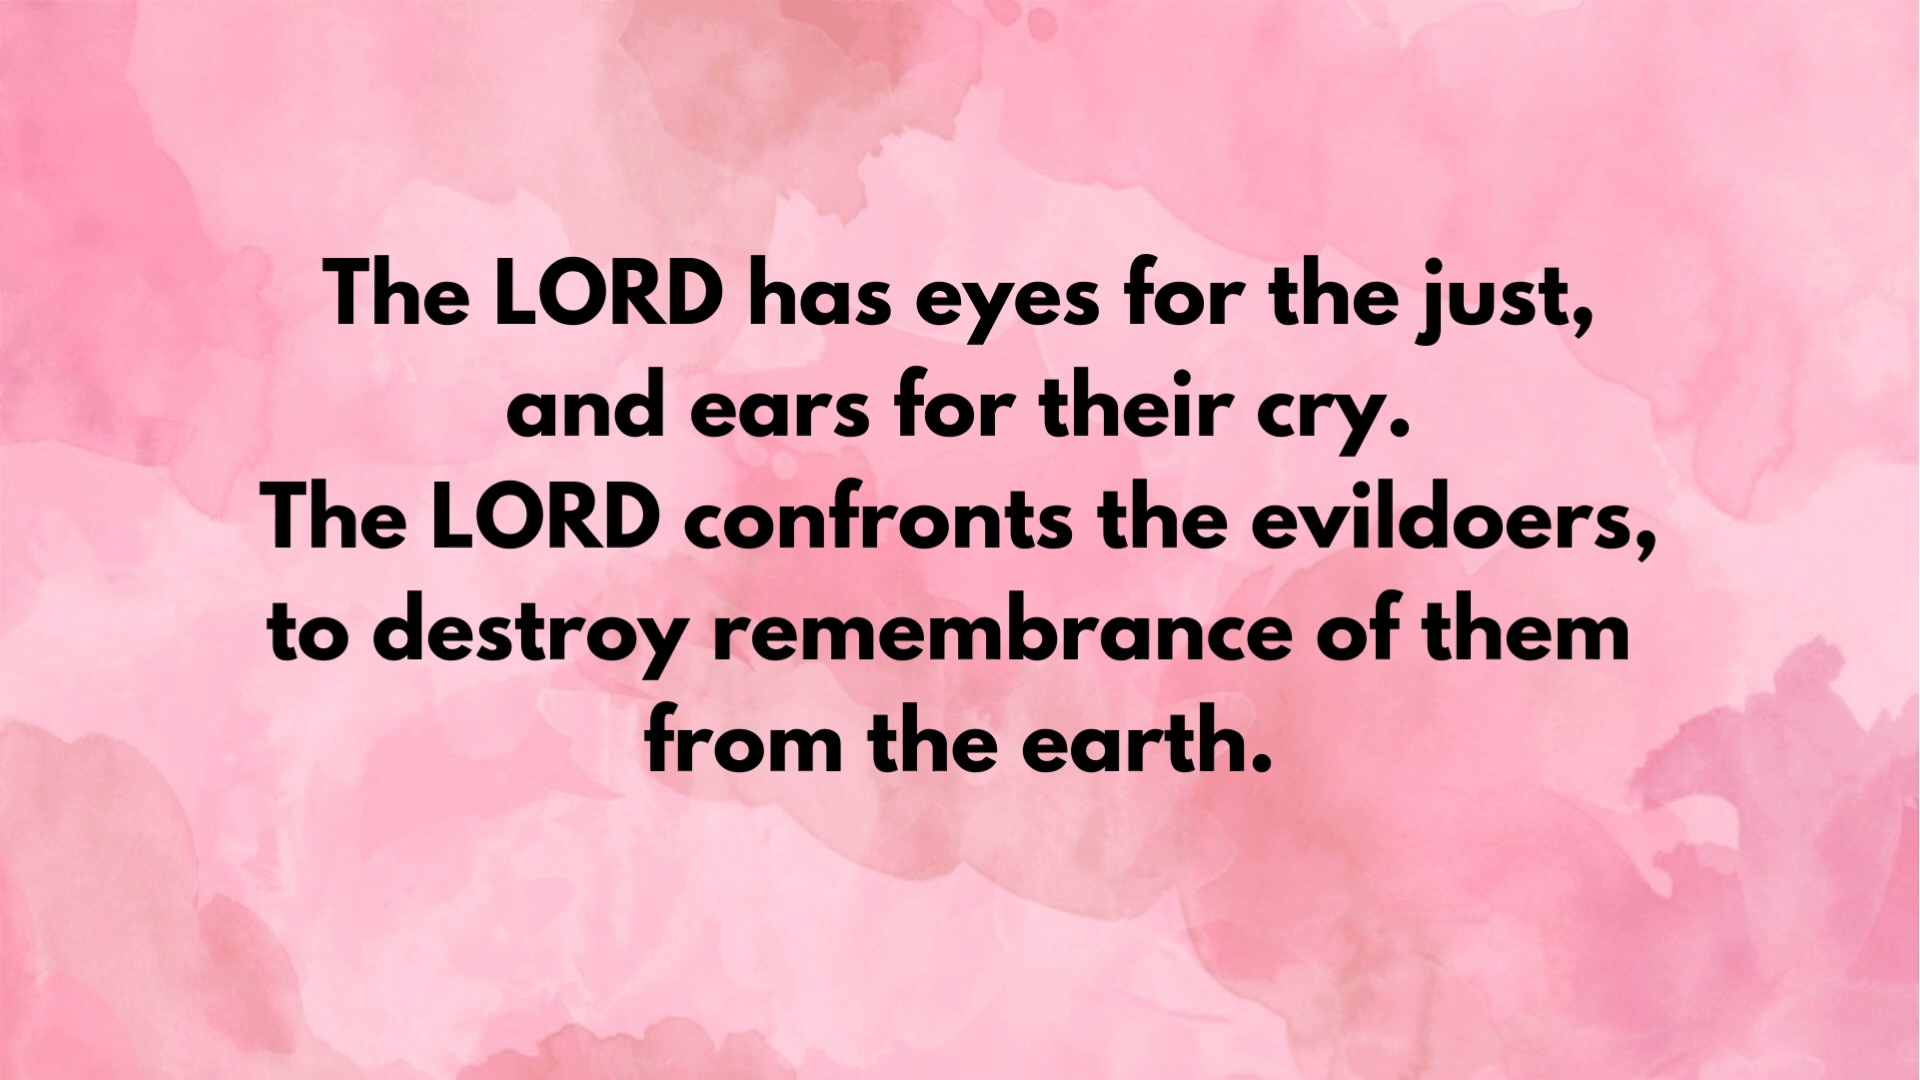 The LORD has eyes for the just,
and ears for their cry.
The LORD confronts the evildoers,
to destroy remembrance of them
from the earth.